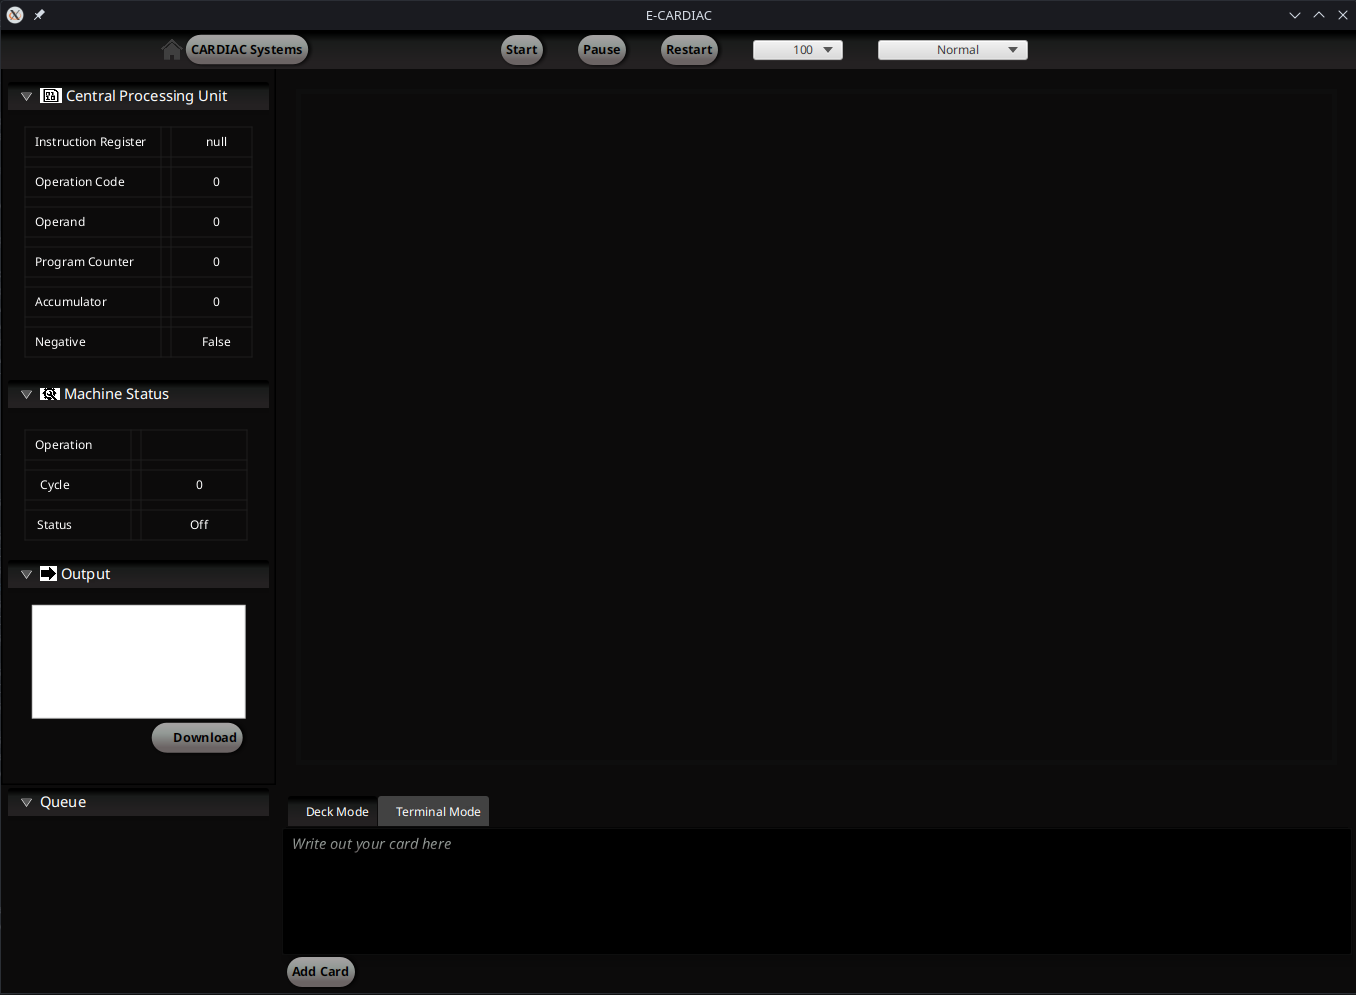 E-CARDIAC
CARDIAC Systems
Start
Pause
Restart
100
Normal
Central Processing Unit
Instruction Register null
Operation Code 0
Operand 0
Program Counter 0
Accumulator 0
Negative False
Machine Status
Operation
Cycle 0
Status Off
Output
Download
Queue
Deck Mode
Terminal Mode
Write out your card here
Add Card